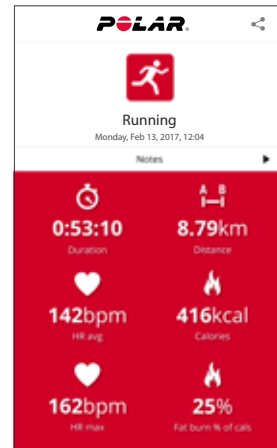 POLAR.
Running
Monday, Feb 13, 2017, 12:04
Notes
A B
0:53:10 8.79km
Duration Distance
142bpm 416kcal
HR avg Calories
162bpm 25%
HR max Fat burn % of cals